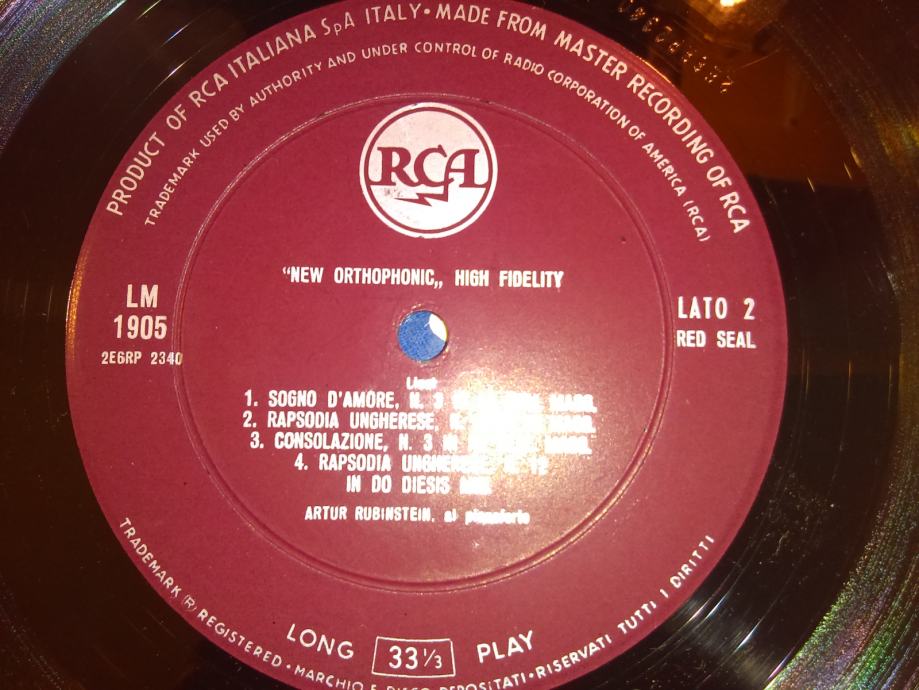 PRODUCT OF RCA ITALIANA SpA ITALY • MADE FROM MASTER RECORDING OF RCA
TRADEMARK USED BY AUTHORITY AND UNDER CONTROL OF RADIO CORPORATION OF AMERICA (RCA)
RCA
“NEW ORTHOPHONIC„ HIGH FIDELITY
LM
1905
2E6RP 2340
LATO 2
RED SEAL
Liszt
1. SOGNO D'AMORE, N. 3
2. RAPSODIA UNGHERESE,
3. CONSOLAZIONE, N. 3
4. RAPSODIA UNGHERESE,
IN DO DIESIS
ARTUR RUBINSTEIN, al pianoforte
LONG 33⅓ PLAY
TRADEMARK (R) REGISTERED • MARCHIO E DISCO DEPOSITATI • RISERVATI TUTTI I DIRITTI